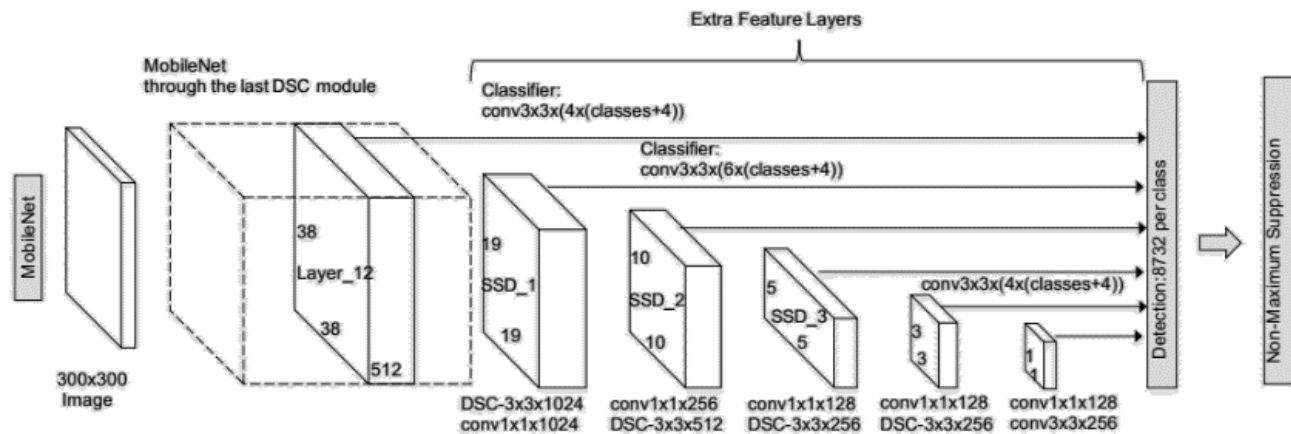 Extra Feature Layers
MobileNet
through the last DSC module
Classifier:
conv3x3x(4x(classes+4))
Classifier:
conv3x3x(6x(classes+4))
MobileNet
300x300
Image
38
Layer_12
38
512
19
SSD_1
19
DSC-3x3x1024
conv1x1x1024
10
SSD_2
10
conv1x1x256
DSC-3x3x512
5
SSD_3
5
conv1x1x128
DSC-3x3x256
conv3x3x(4x(classes+4))
3
3
conv1x1x128
DSC-3x3x256
1
1
conv1x1x128
conv3x3x256
Detection:8732 per class
Non-Maximum Suppression